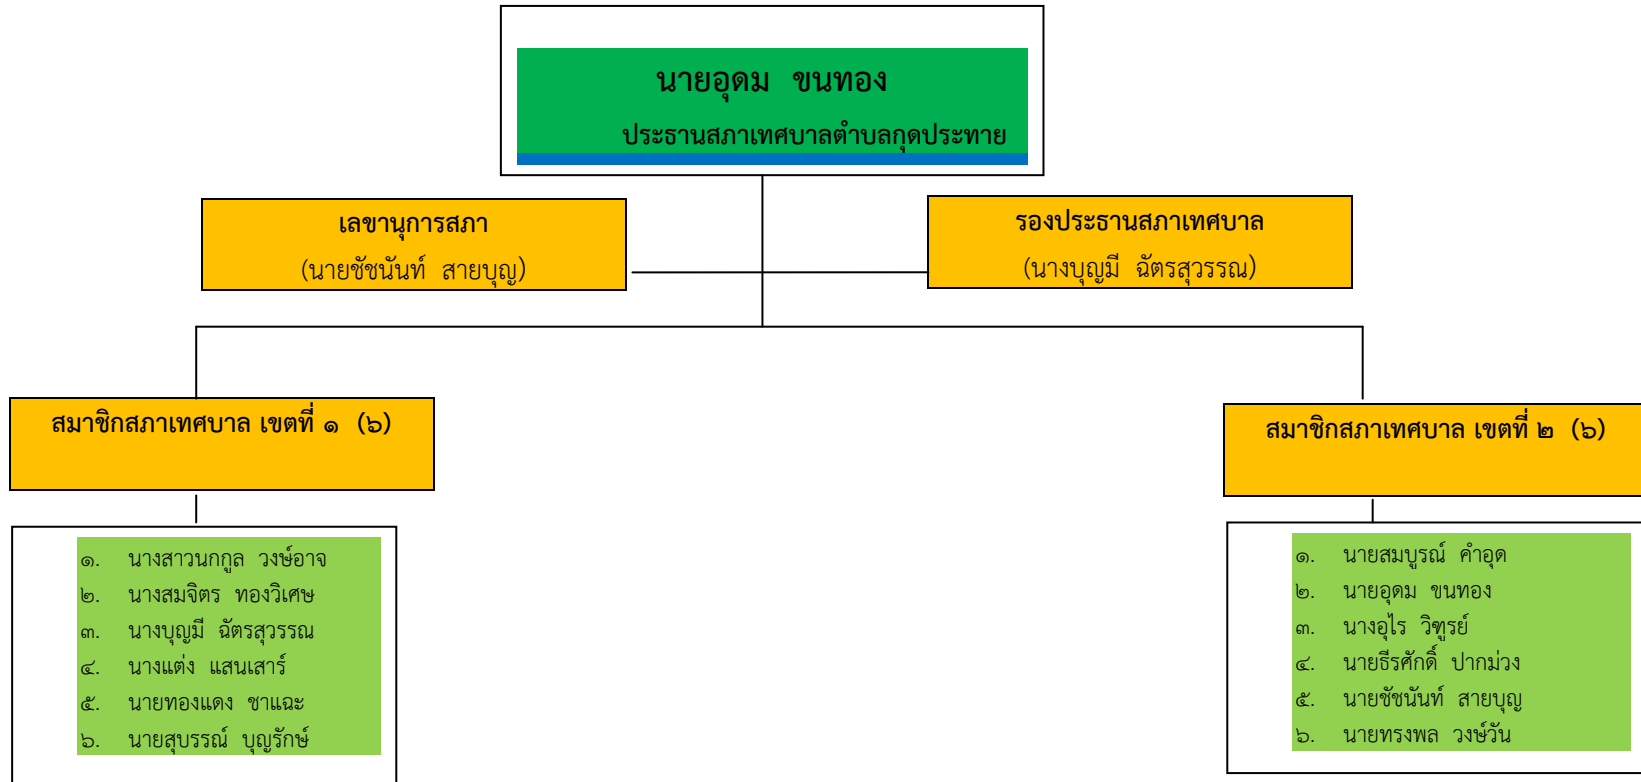 นายอุดม ขนทอง
ประธานสภาเทศบาลตำบลกุดประทาย
เลขานุการสภา
(นายชัชนันท์ สายบุญ)
รองประธานสภาเทศบาล
(นางบุญมี ฉัตรสุวรรณ)
สมาชิกสภาเทศบาล เขตที่ ๑ (๖)
สมาชิกสภาเทศบาล เขตที่ ๒ (๖)
๑. นางสาวนกกูล วงษ์อาจ
๒. นางสมจิตร ทองวิเศษ
๓. นางบุญมี ฉัตรสุวรรณ
๔. นางแต่ง แสนเสาร์
๕. นายทองแดง ชาแฉะ
๖. นายสุบรรณ์ บุญรักษ์
๑. นายสมบูรณ์ คำอุด
๒. นายอุดม ขนทอง
๓. นางอุไร วิฑูรย์
๔. นายธีรศักดิ์ ปากม่วง
๕. นายชัชนันท์ สายบุญ
๖. นายทรงพล วงษ์วัน